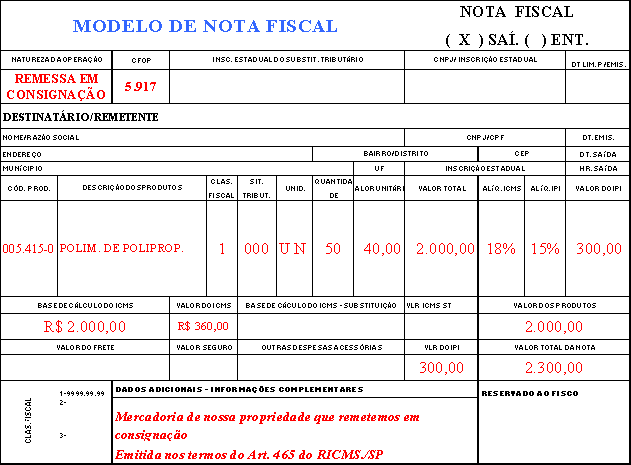 MODELO DE NOTA FISCAL
NOTA FISCAL
( X ) SAÍ. ( ) ENT.
NATUREZA DA OPERAÇÃO
CFOP
INSC. ESTADUAL DO SUBSTIT. TRIBUTÁRIO
CNPJ/ INSCRIÇÃO ESTADUAL
DT LIM. P/EMIS.
REMESSA EM
CONSIGNAÇÃO
5.917
DESTINATÁRIO/REMETENTE
NOME/RAZÃO SOCIAL
CNPJ/CPF
DT. EMIS.
ENDEREÇO
BAIRRO/DISTRITO
CEP
DT. SAÍDA
MUNICÍPIO
UF
INSCRIÇÃO ESTADUAL
HR. SAÍDA
CÓD. PROD.
DESCRIÇÃO DOS PRODUTOS
CLAS.
FISCAL
SIT.
TRIBUT.
UNID.
QUANTIDA
DE
ALOR UNITÁRI
VALOR TOTAL
ALÍQ. ICMS
ALÍQ. IPI
VALOR DO IPI
005.415-0
POLIM. DE POLIPROP.
1
000
U N
50
40,00
2.000,00
18%
15%
300,00
BASE DE CÁLCULO DO ICMS
VALOR DO ICMS
BASE DE CÁCULO DO ICMS - SUBSTITUIÇÃO
VLR ICMS ST
VALOR DOS PRODUTOS
R$ 2.000,00
R$ 360,00
2.000,00
VALOR DO FRETE
VALOR SEGURO
OUTRAS DESPESAS ACESSÓRIAS
VLR DO IPI
VALOR TOTAL DA NOTA
300,00
2.300,00
CLAS. FISCAL
1-9999.99.99
2-
3-
DADOS ADICIONAIS - INFORMAÇÕES COMPLEMENTARES
Mercadoria de nossa propriedade que remetemos em
consignação
Emitida nos termos do Art. 465 do RICMS./SP
RESERVADO AO FISCO